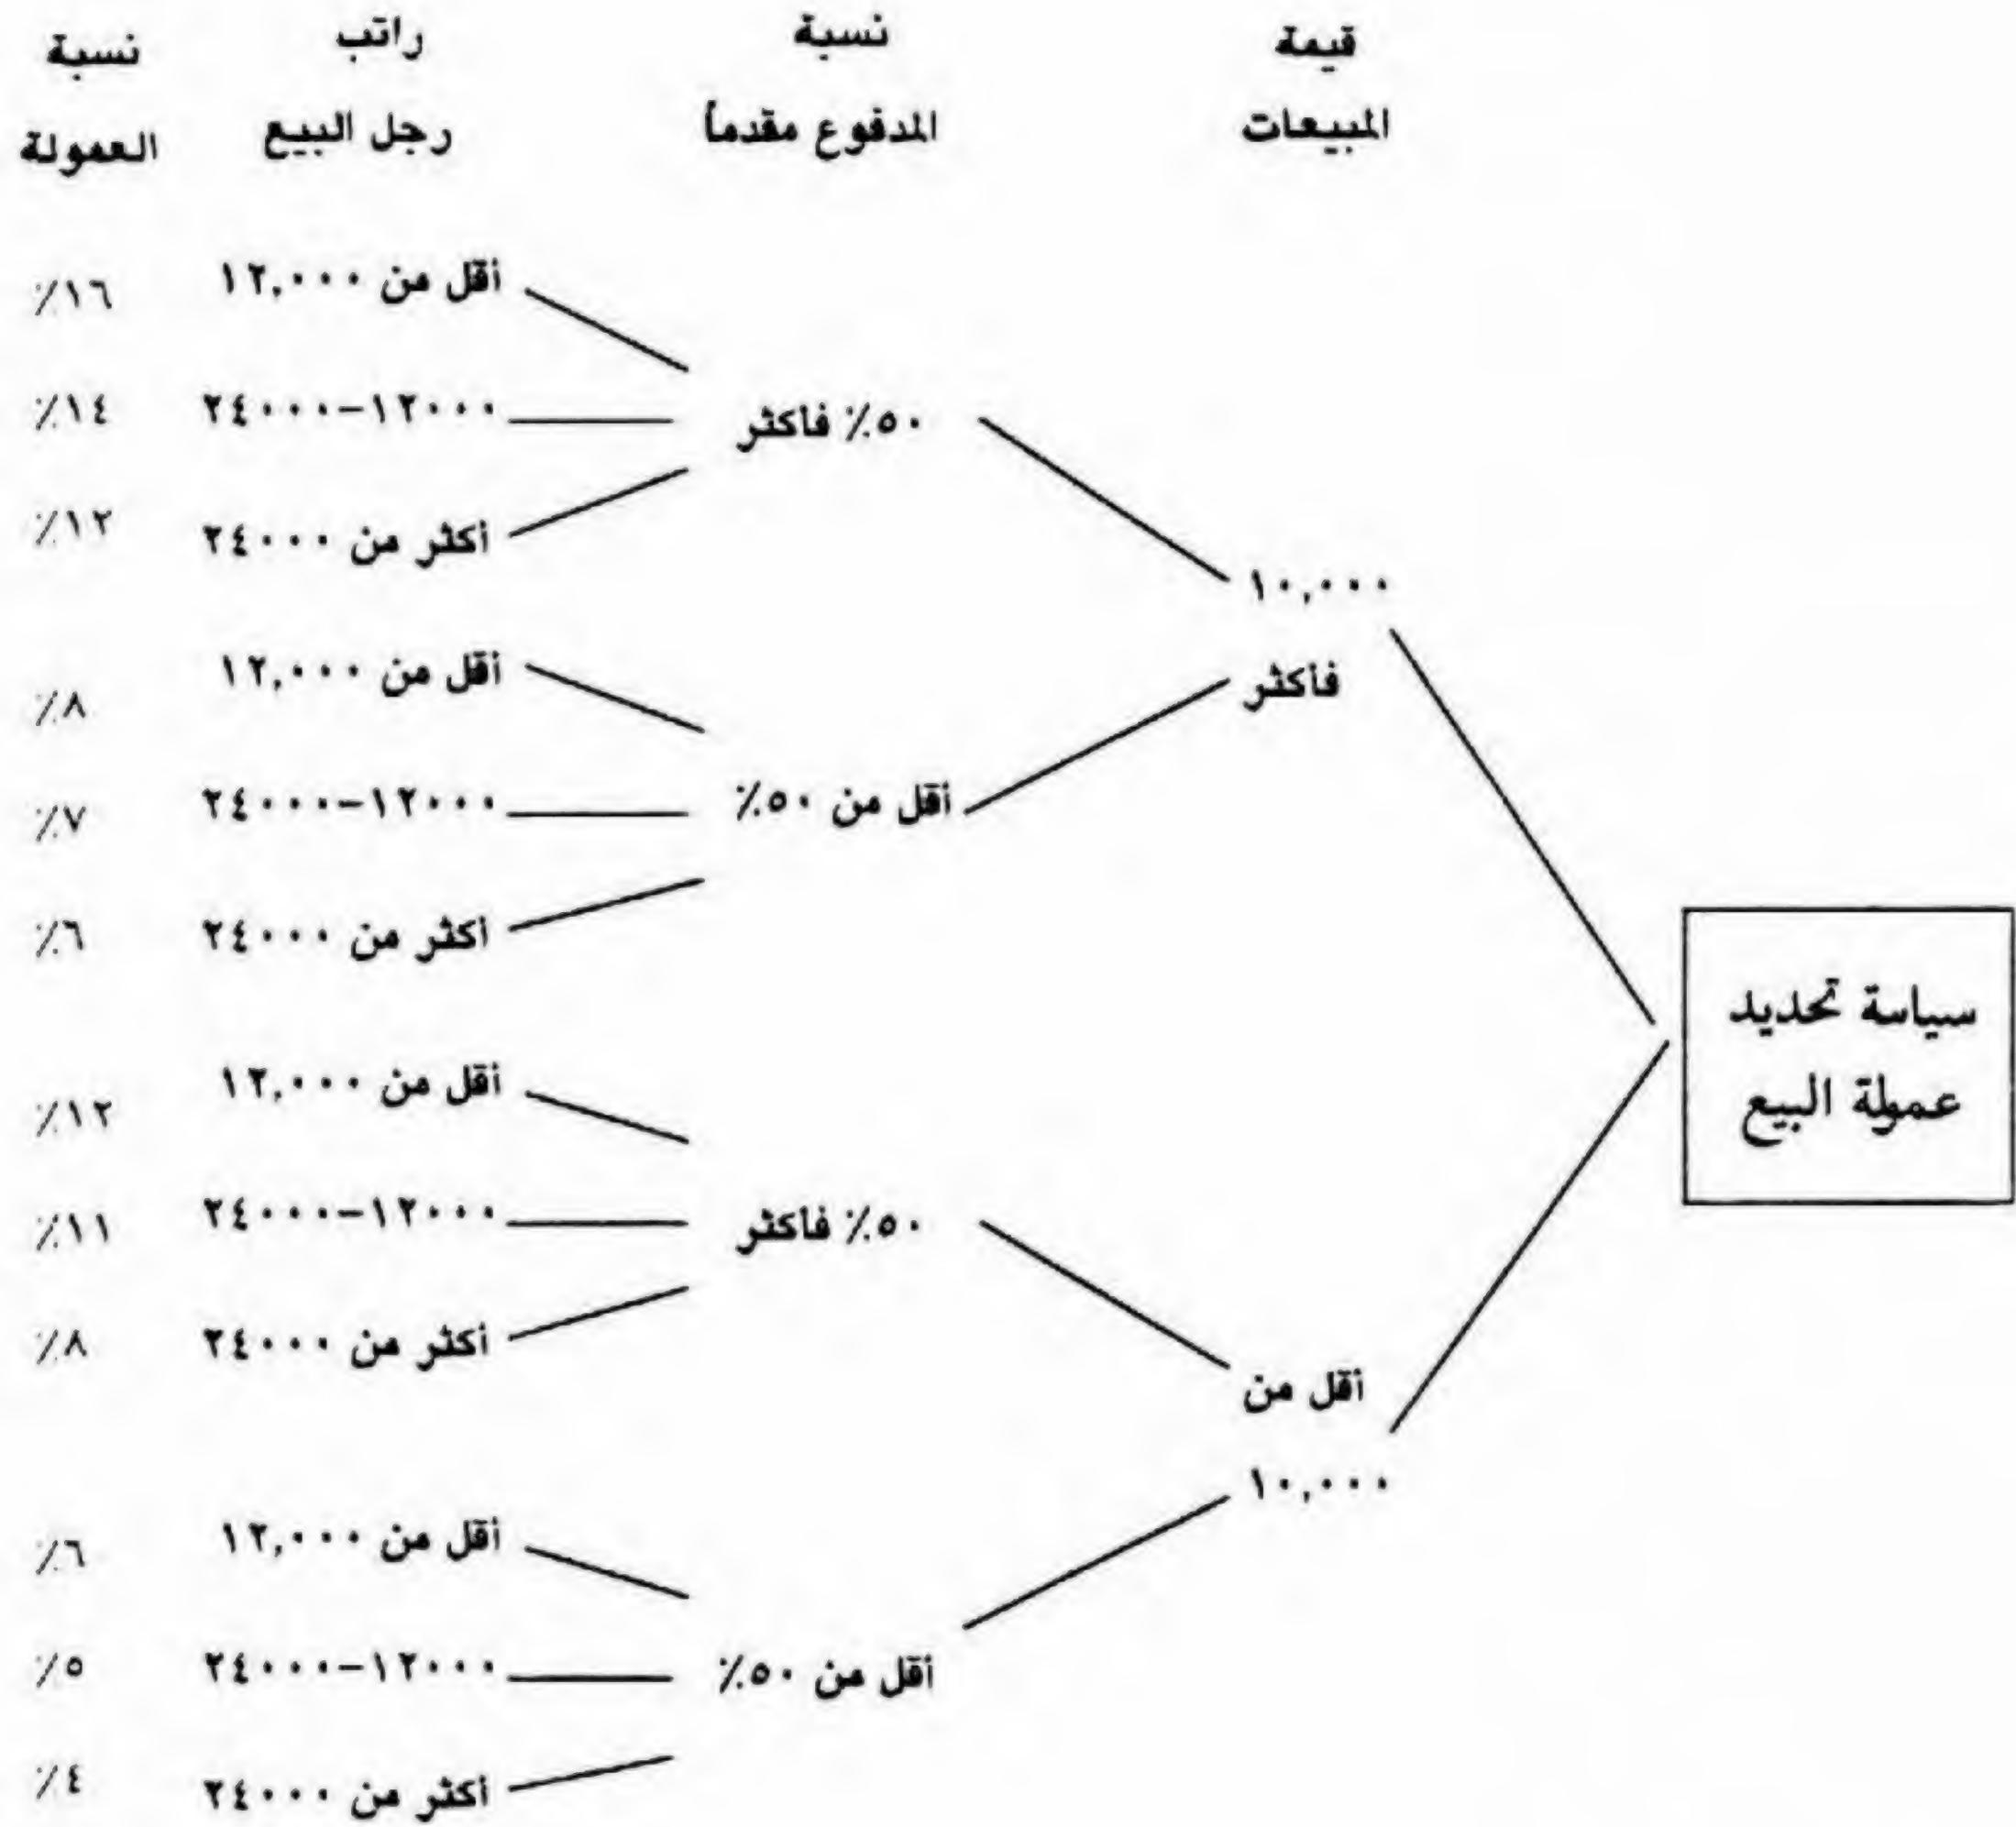 قيمة
المبيعات
نسبة
المدفوع مقدماً
راتب
رجل البيع
نسبة
العمولة
سياسة تحديد
عمولة البيع
١٠,٠٠٠
فأكثر
٥٠٪ فاكثر
أقل من ١٢,٠٠٠
١٦٪
١٢٠٠٠–٢٤٠٠٠
١٤٪
أكثر من ٢٤٠٠٠
١٢٪
أقل من ٥٠٪
أقل من ١٢,٠٠٠
٨٪
١٢٠٠٠–٢٤٠٠٠
٧٪
أكثر من ٢٤٠٠٠
٦٪
أقل من
١٠,٠٠٠
٥٠٪ فاكثر
أقل من ١٢,٠٠٠
١٢٪
١٢٠٠٠–٢٤٠٠٠
١١٪
أكثر من ٢٤٠٠٠
٨٪
أقل من ٥٠٪
أقل من ١٢,٠٠٠
٦٪
١٢٠٠٠–٢٤٠٠٠
٥٪
أكثر من ٢٤٠٠٠
٤٪